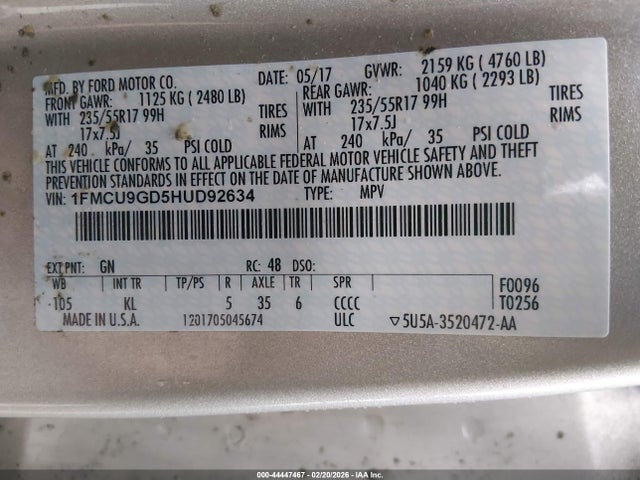 MFD. BY FORD MOTOR CO. DATE: 05/17 GVWR: 2159 KG ( 4760 LB)
FRONT GAWR: 1125 KG ( 2480 LB) REAR GAWR: 1040 KG ( 2293 LB)
WITH 235/55R17 99H TIRES WITH 235/55R17 99H TIRES
17x7.5J RIMS 17x7.5J RIMS
AT 240 kPa/ 35 PSI COLD AT 240 kPa/ 35 PSI COLD
THIS VEHICLE CONFORMS TO ALL APPLICABLE FEDERAL MOTOR VEHICLE SAFETY AND THEFT
PREVENTION STANDARDS IN EFFECT ON THE DATE OF MANUFACTURE SHOWN ABOVE.
VIN: 1FMCU9GD5HUD92634 TYPE: MPV
EXT PNT: GN RC: 48 DSO:
WB INT TR TP/PS R AXLE TR SPR F0096
105 KL 5 35 6 CCCC T0256
MADE IN U.S.A. 1201705045674 ULC ▽5U5A-3520472-AA
000-44447467 - 02/20/2026 - IAAI.COM